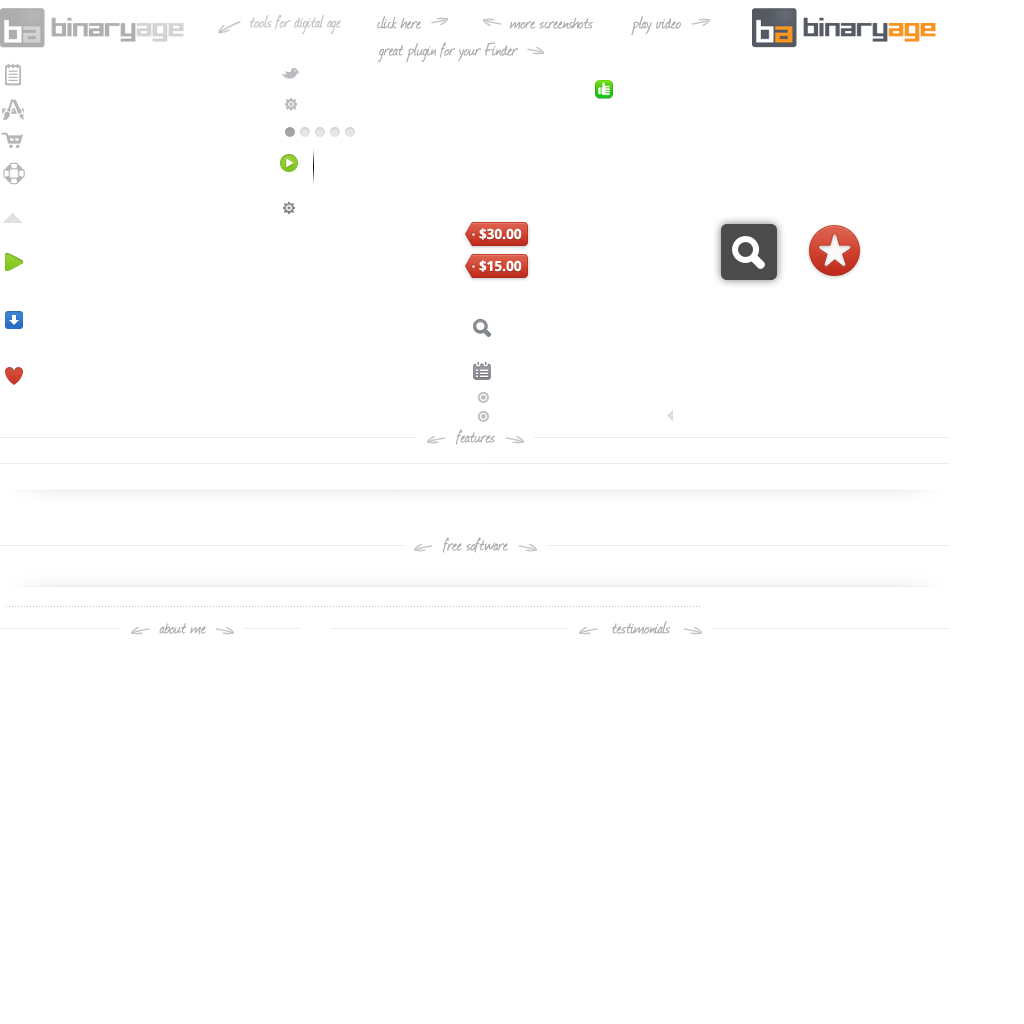 ba binaryage
tools for digital age
click here
more screenshots
play video
ba binaryage
great plugin for your Finder
$30.00
$15.00
features
free software
about me
testimonials